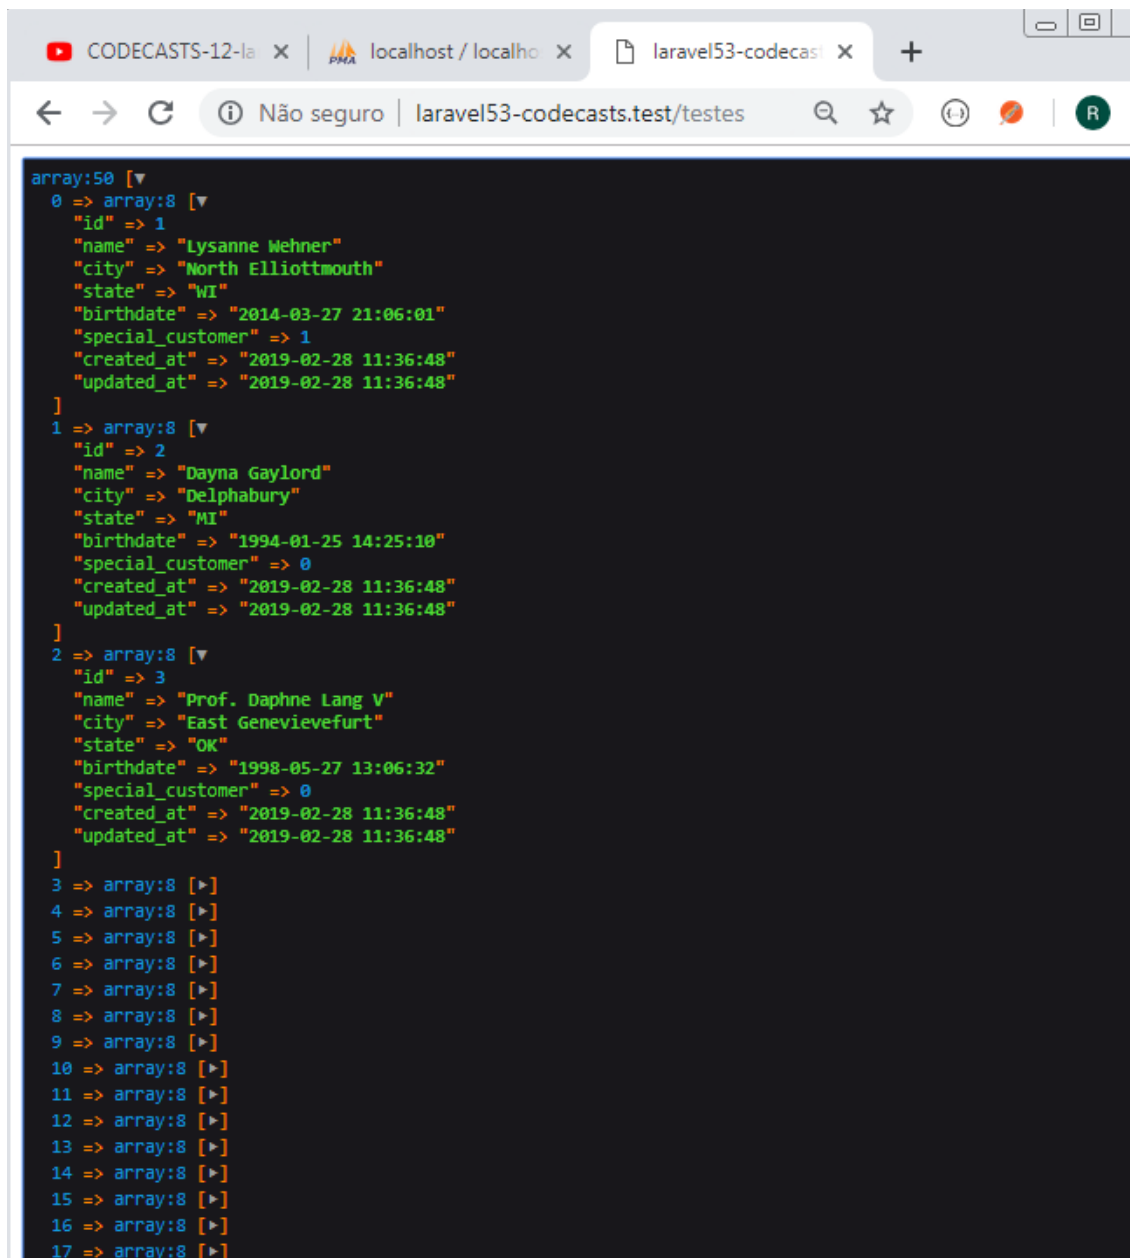 CODECASTS-12-la
PMA localhost / localho
laravel53-codecast
Não seguro | laravel53-codecasts.test/testes
R
array:50 [▼
0 => array:8 [▼
"id" => 1
"name" => "Lysanne Wehner"
"city" => "North Elliottmouth"
"state" => "WI"
"birthdate" => "2014-03-27 21:06:01"
"special_customer" => 1
"created_at" => "2019-02-28 11:36:48"
"updated_at" => "2019-02-28 11:36:48"
]
1 => array:8 [▼
"id" => 2
"name" => "Dayna Gaylord"
"city" => "Delphabury"
"state" => "MI"
"birthdate" => "1994-01-25 14:25:10"
"special_customer" => 0
"created_at" => "2019-02-28 11:36:48"
"updated_at" => "2019-02-28 11:36:48"
]
2 => array:8 [▼
"id" => 3
"name" => "Prof. Daphne Lang V"
"city" => "East Genevievefurt"
"state" => "OK"
"birthdate" => "1998-05-27 13:06:32"
"special_customer" => 0
"created_at" => "2019-02-28 11:36:48"
"updated_at" => "2019-02-28 11:36:48"
]
3 => array:8 [▶]
4 => array:8 [▶]
5 => array:8 [▶]
6 => array:8 [▶]
7 => array:8 [▶]
8 => array:8 [▶]
9 => array:8 [▶]
10 => array:8 [▶]
11 => array:8 [▶]
12 => array:8 [▶]
13 => array:8 [▶]
14 => array:8 [▶]
15 => array:8 [▶]
16 => array:8 [▶]
17 => array:8 [▶]